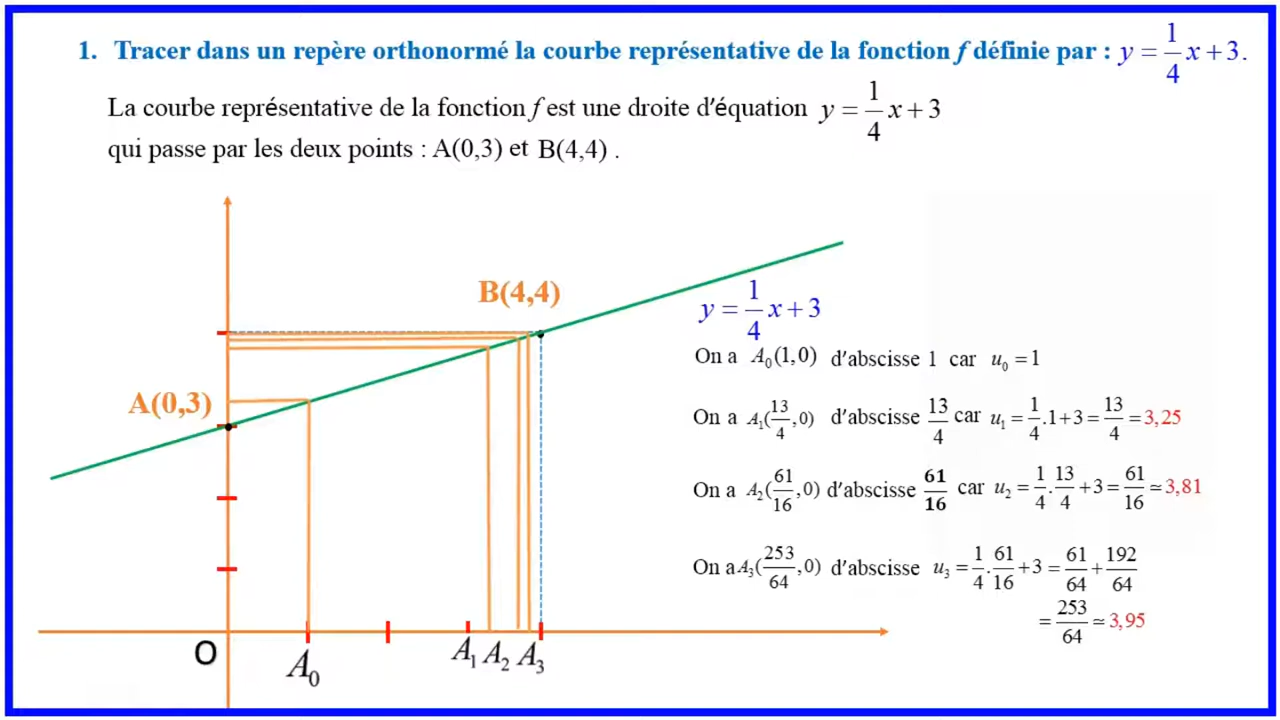 1. Tracer dans un repère orthonormé la courbe représentative de la fonction f définie par : y = 1/4 x + 3.
La courbe représentative de la fonction f est une droite d'équation y = 1/4 x + 3
qui passe par les deux points : A(0,3) et B(4,4) .
B(4,4)
y = 1/4 x + 3
On a A₀(1,0) d'abscisse 1 car u₀ = 1
A(0,3)
On a A₁(13/4,0) d'abscisse 13/4 car u₁ = 1/4 . 1 + 3 = 13/4 = 3,25
On a A₂(61/16,0) d'abscisse 61/16 car u₂ = 1/4 . 13/4 + 3 = 61/16 ≃ 3,81
On a A₃(253/64,0) d'abscisse u₃ = 1/4 . 61/16 + 3 = 61/64 + 192/64
= 253/64 ≃ 3,95
O A₀ A₁ A₂ A₃